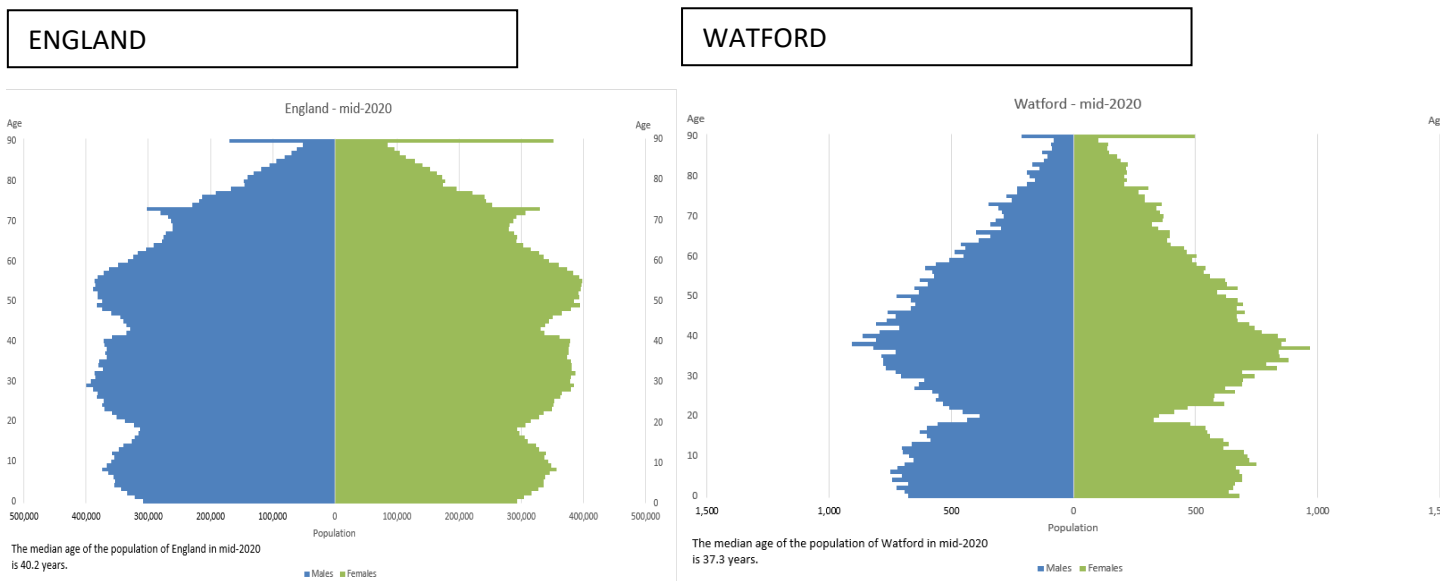 ENGLAND
WATFORD
England - mid-2020
Age
Age
90
80
70
60
50
40
30
20
10
0
90
80
70
60
50
40
30
20
10
0
500,000 400,000 300,000 200,000 100,000 0 100,000 200,000 300,000 400,000 500,000
Population
The median age of the population of England in mid-2020
is 40.2 years.
Males Females
Watford - mid-2020
Age
90
80
70
60
50
40
30
20
10
0
1,500 1,000 500 0 500 1,000
Population
The median age of the population of Watford in mid-2020
is 37.3 years.
Males Females